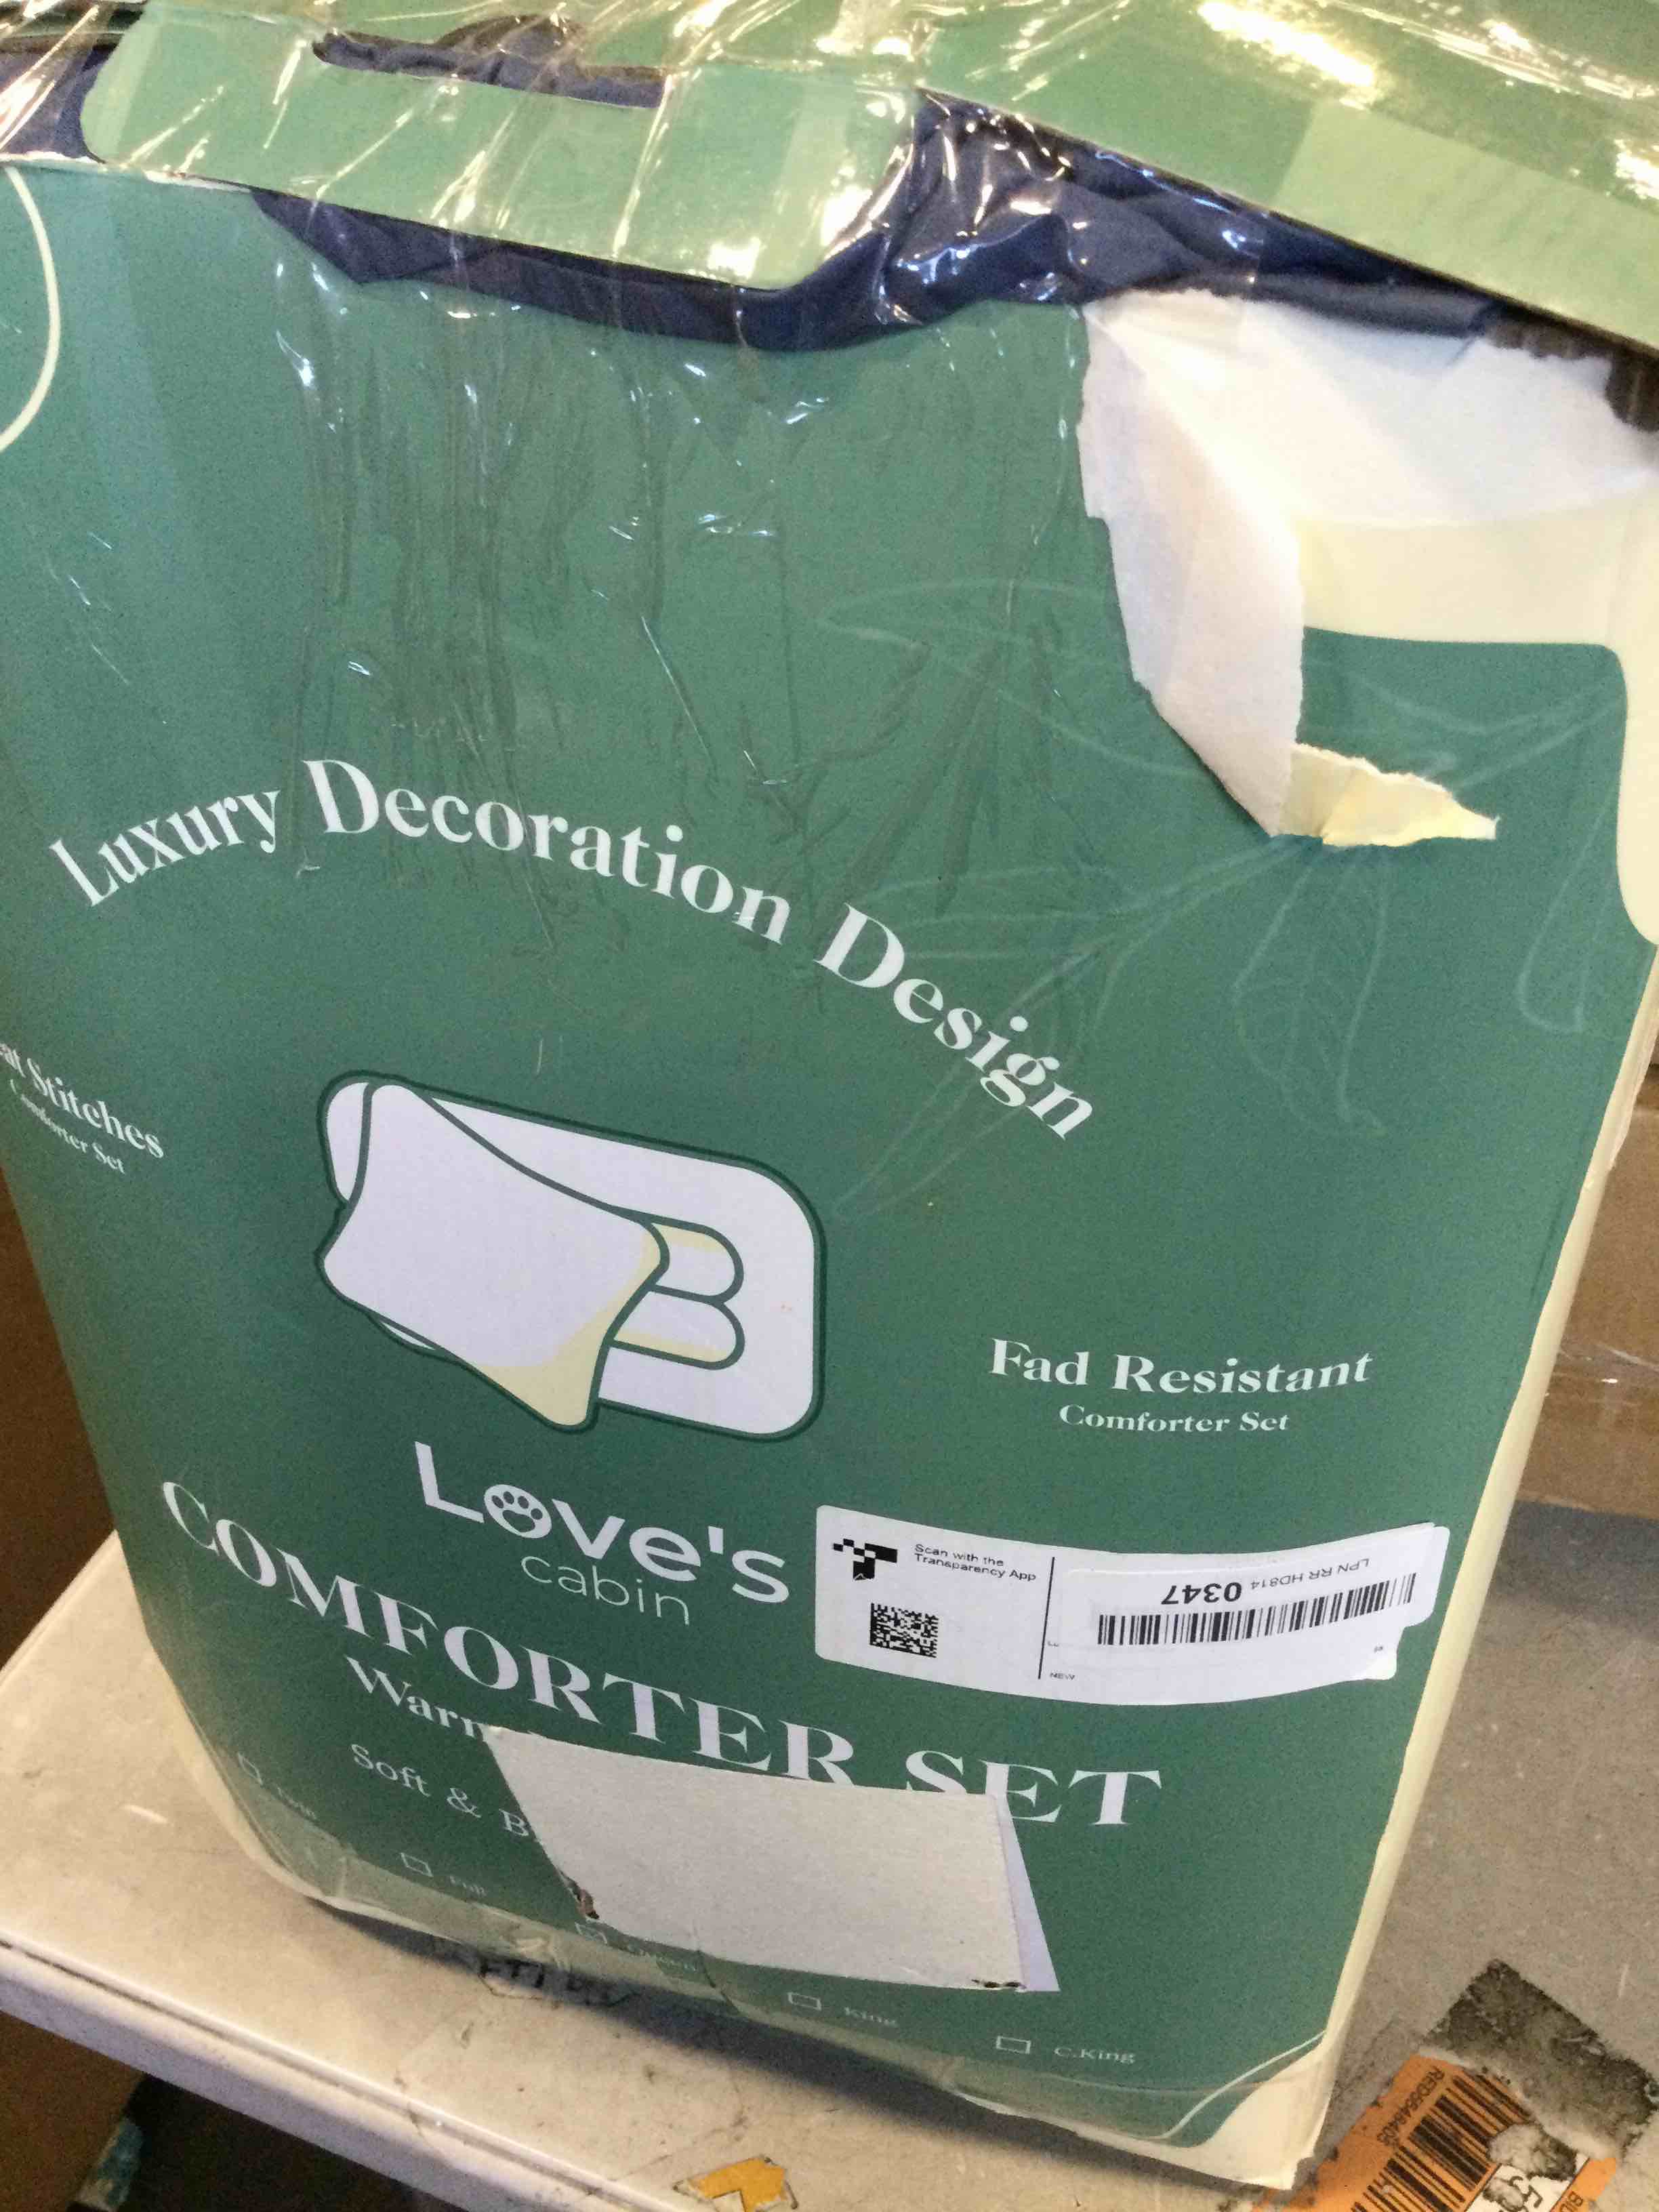 Luxury Decoration Design
Stitches
Comforter Set
Fad Resistant
Comforter Set
Love's
cabin
Scan with the
Transparency App
LPN RR HD814 0347
NEW
COMFORTER SET
Soft &
Full
King
C.King